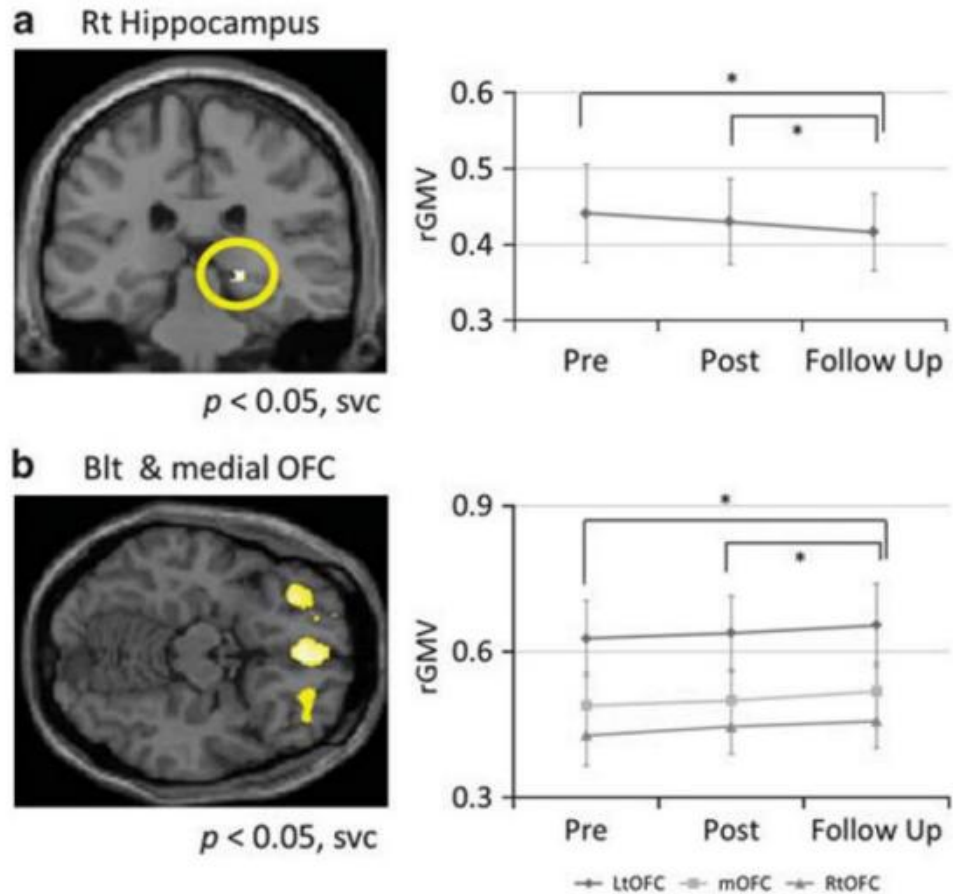 a Rt Hippocampus
p < 0.05, svc
rGMV
0.6
0.5
0.4
0.3
*
*
Pre Post Follow Up
b Blt & medial OFC
p < 0.05, svc
rGMV
0.9
0.6
0.3
*
*
Pre Post Follow Up
LtOFC mOFC RtOFC